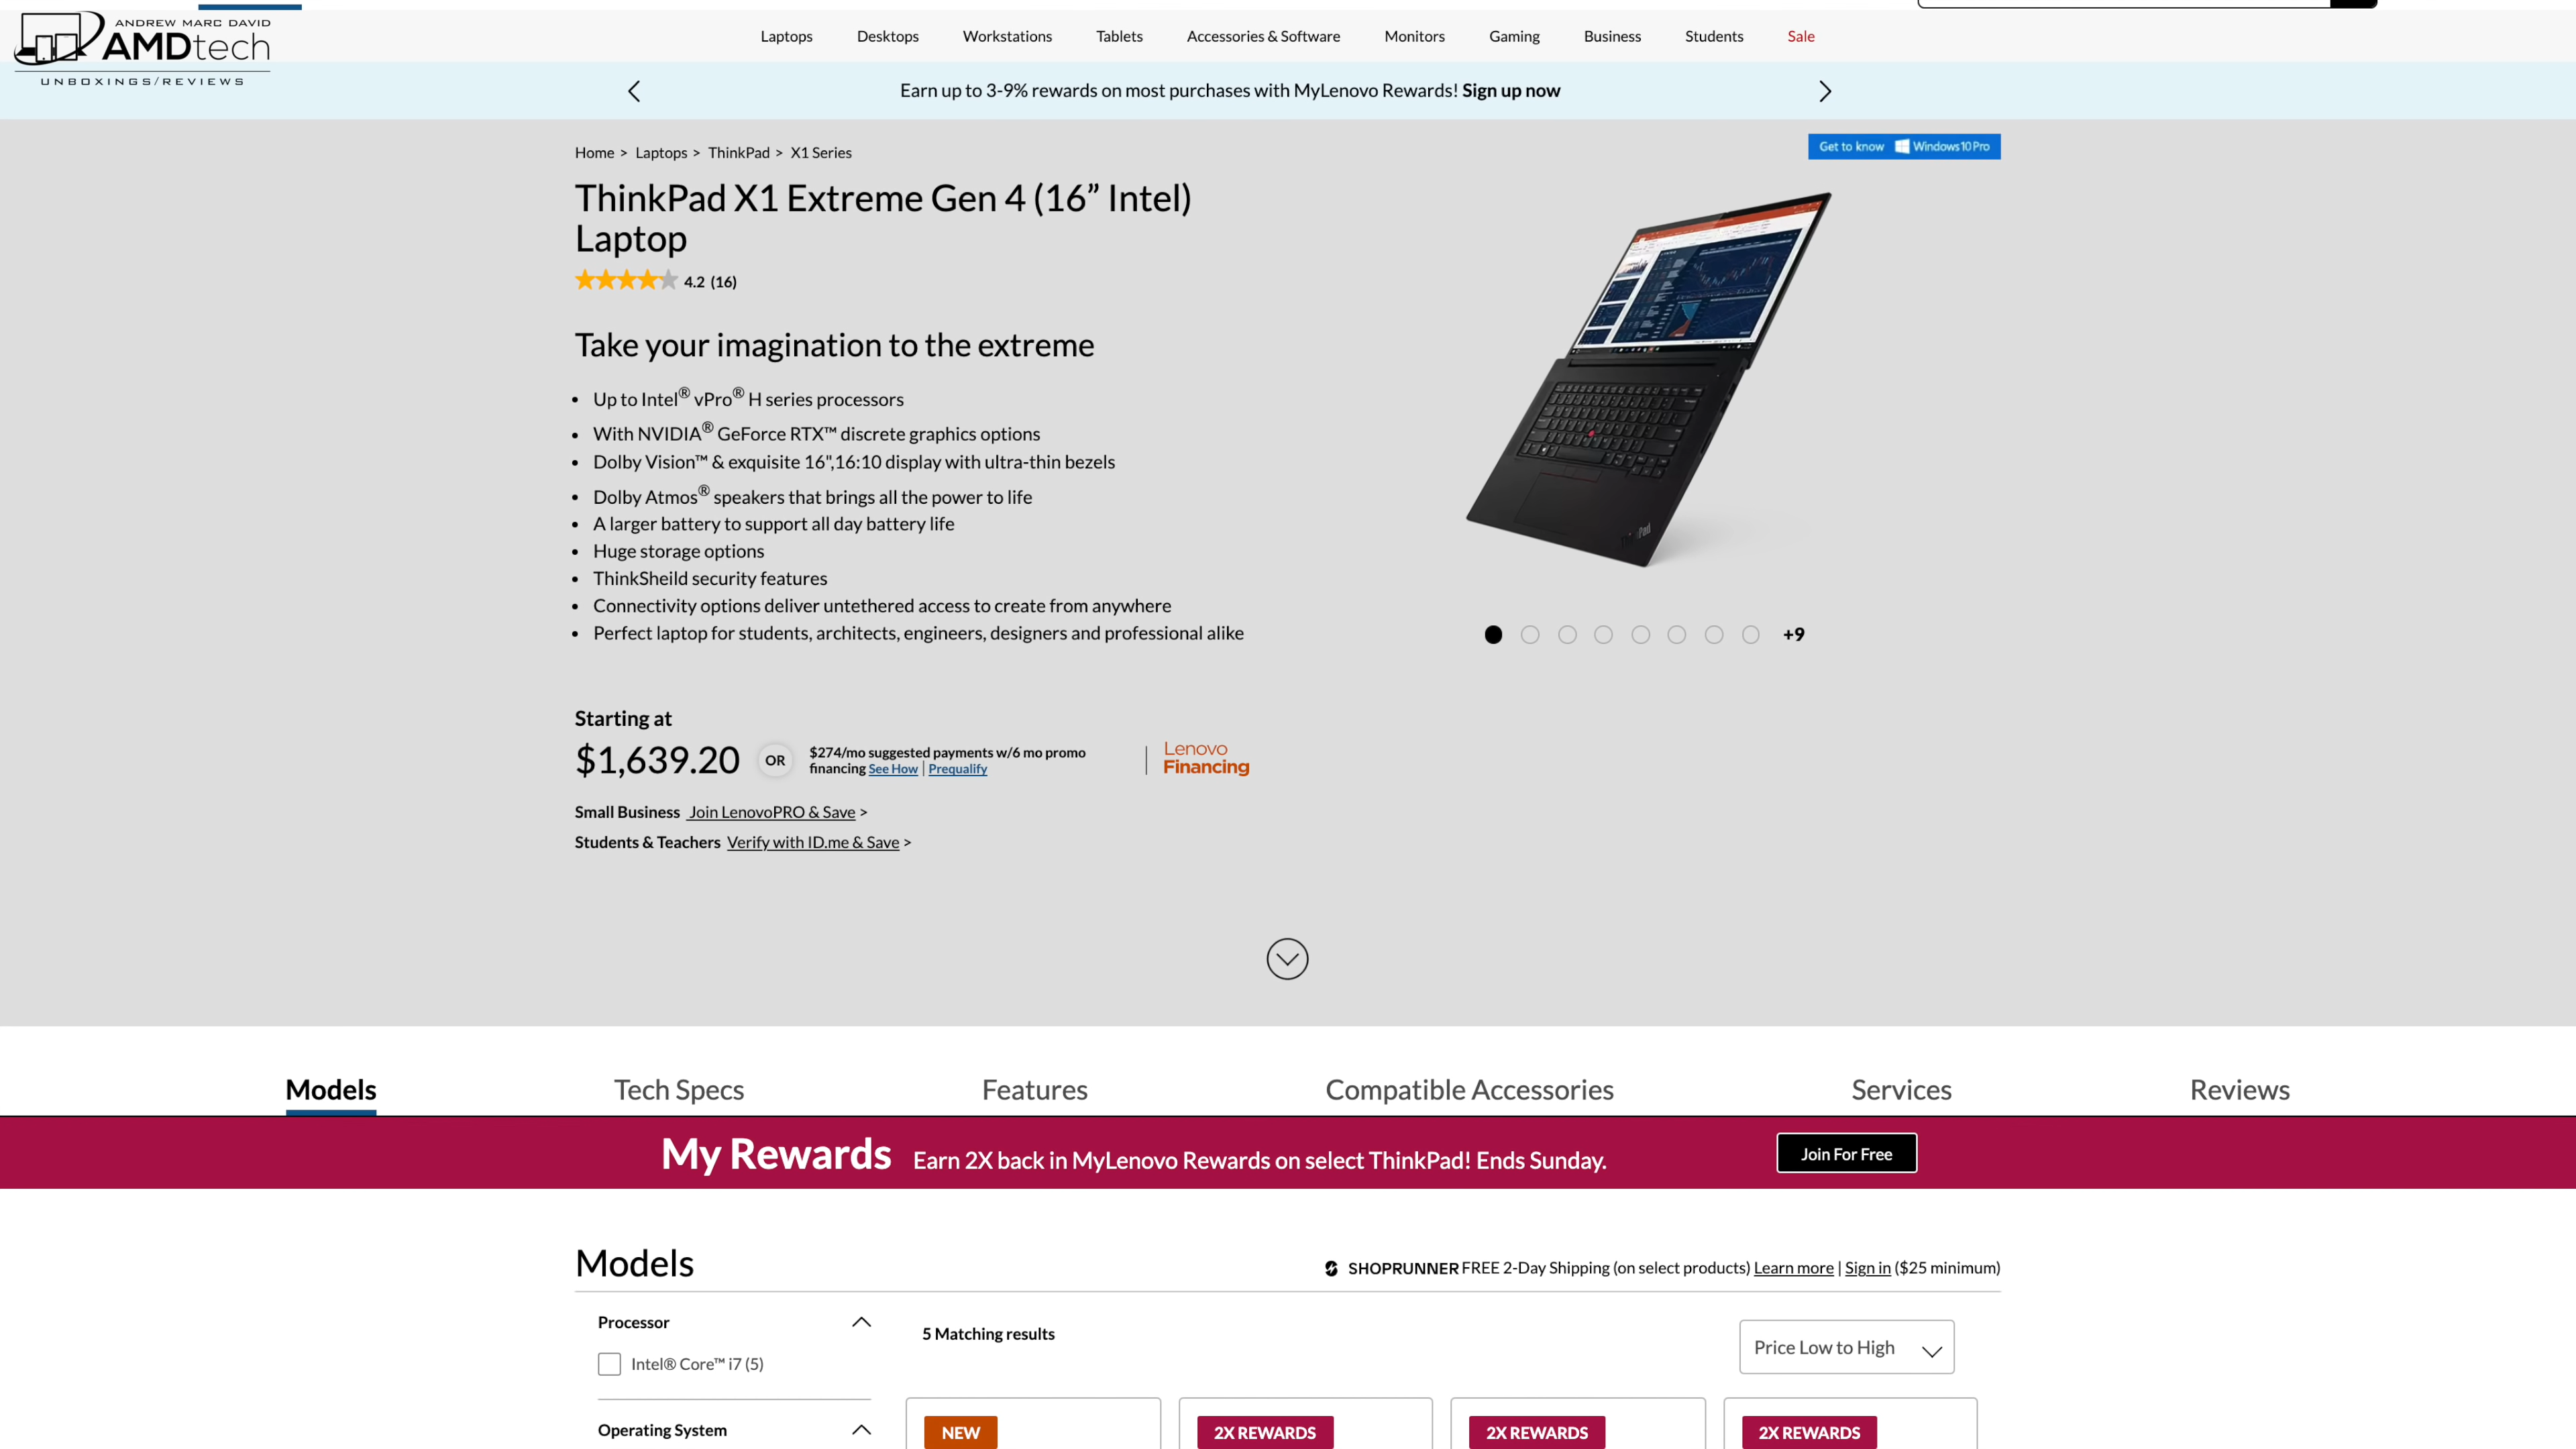 ANDREW MARC DAVID
AMDtech
UNBOXINGS/REVIEWS
Laptops Desktops Workstations Tablets Accessories & Software Monitors Gaming Business Students Sale
Earn up to 3-9% rewards on most purchases with MyLenovo Rewards! Sign up now
Home > Laptops > ThinkPad > X1 Series
Get to know Windows10 Pro
ThinkPad X1 Extreme Gen 4 (16” Intel)
Laptop
4.2 (16)
Take your imagination to the extreme
• Up to Intel® vPro® H series processors
• With NVIDIA® GeForce RTX™ discrete graphics options
• Dolby Vision™ & exquisite 16",16:10 display with ultra-thin bezels
• Dolby Atmos® speakers that brings all the power to life
• A larger battery to support all day battery life
• Huge storage options
• ThinkSheild security features
• Connectivity options deliver untethered access to create from anywhere
• Perfect laptop for students, architects, engineers, designers and professional alike
ThinkPad
+9
Starting at
$1,639.20 OR $274/mo suggested payments w/6 mo promo
financing See How | Prequalify
Lenovo
Financing
Small Business Join LenovoPRO & Save >
Students & Teachers Verify with ID.me & Save >
Models Tech Specs Features Compatible Accessories Services Reviews
My Rewards Earn 2X back in MyLenovo Rewards on select ThinkPad! Ends Sunday. Join For Free
Models
SHOPRUNNER FREE 2-Day Shipping (on select products) Learn more | Sign in ($25 minimum)
Processor
5 Matching results
Price Low to High
Intel® Core™ i7 (5)
Operating System
NEW 2X REWARDS 2X REWARDS 2X REWARDS